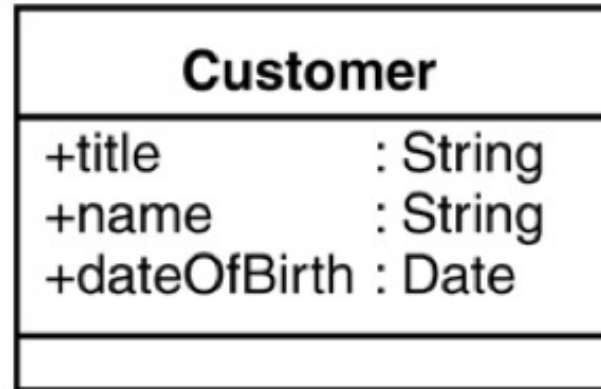 Customer
+title : String
+name : String
+dateOfBirth : Date